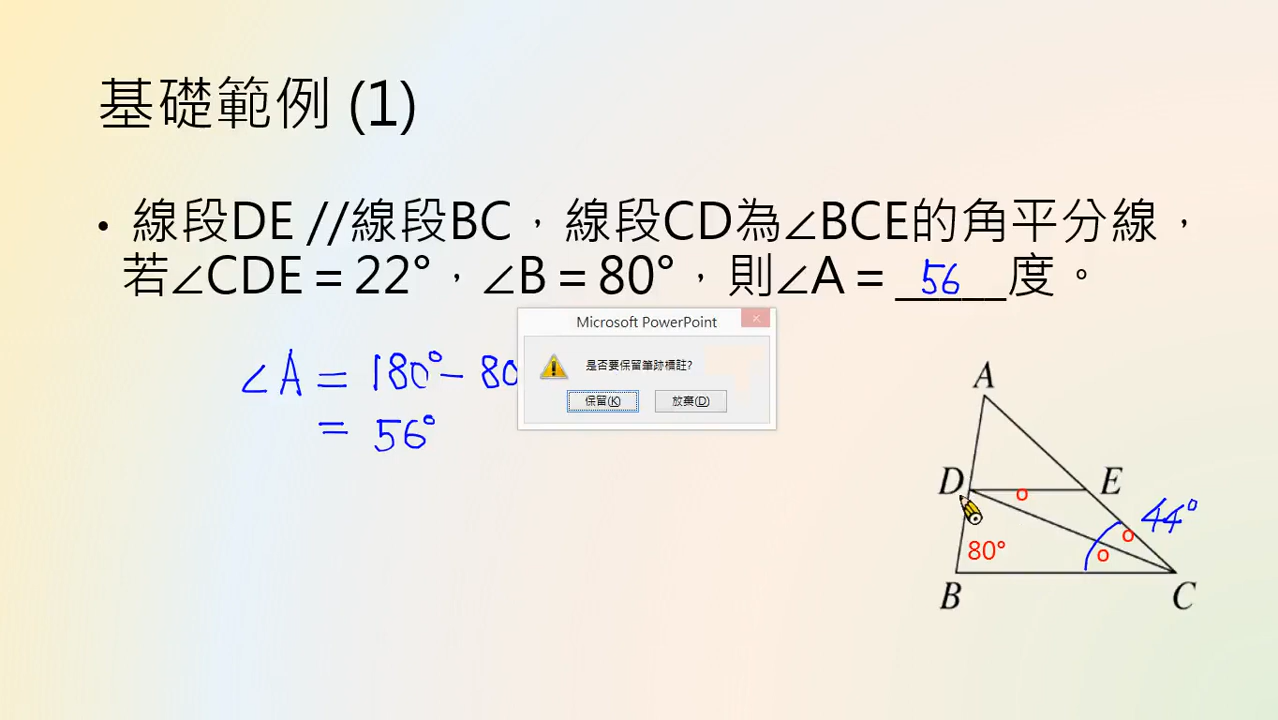 基礎範例 (1)
• 線段DE //線段BC，線段CD為∠BCE的角平分線，
若∠CDE＝22°，∠B＝80°，則∠A＝ 56 度。
Microsoft PowerPoint
是否要保留筆跡標註?
保留(K) 放棄(D)
∠A = 180° - 80
= 56°
A
D E
44°
80°
B C